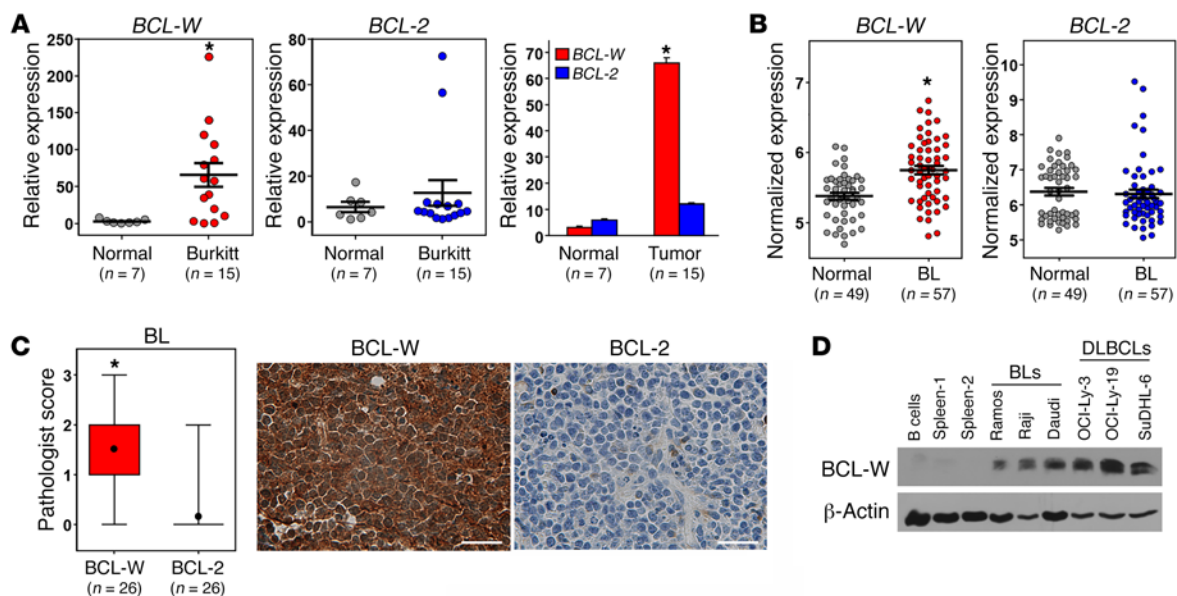 A
BCL-W
*
Relative expression
250
200
150
100
50
0
Normal
(n = 7)
Burkitt
(n = 15)
BCL-2
Relative expression
80
60
40
20
0
Normal
(n = 7)
Burkitt
(n = 15)
BCL-W
BCL-2
*
Relative expression
70
60
50
40
30
20
10
0
Normal
(n = 7)
Tumor
(n = 15)
B
BCL-W
*
Normalized expression
7
6
5
Normal
(n = 49)
BL
(n = 57)
BCL-2
Normalized expression
10
9
8
7
6
5
Normal
(n = 49)
BL
(n = 57)
C
BL
*
Pathologist score
3
2
1
0
BCL-W
(n = 26)
BCL-2
(n = 26)
BCL-W
BCL-2
D
DLBCLs
BLs
B cells
Spleen-1
Spleen-2
Ramos
Raji
Daudi
OCI-Ly-3
OCI-Ly-19
SuDHL-6
BCL-W
β-Actin